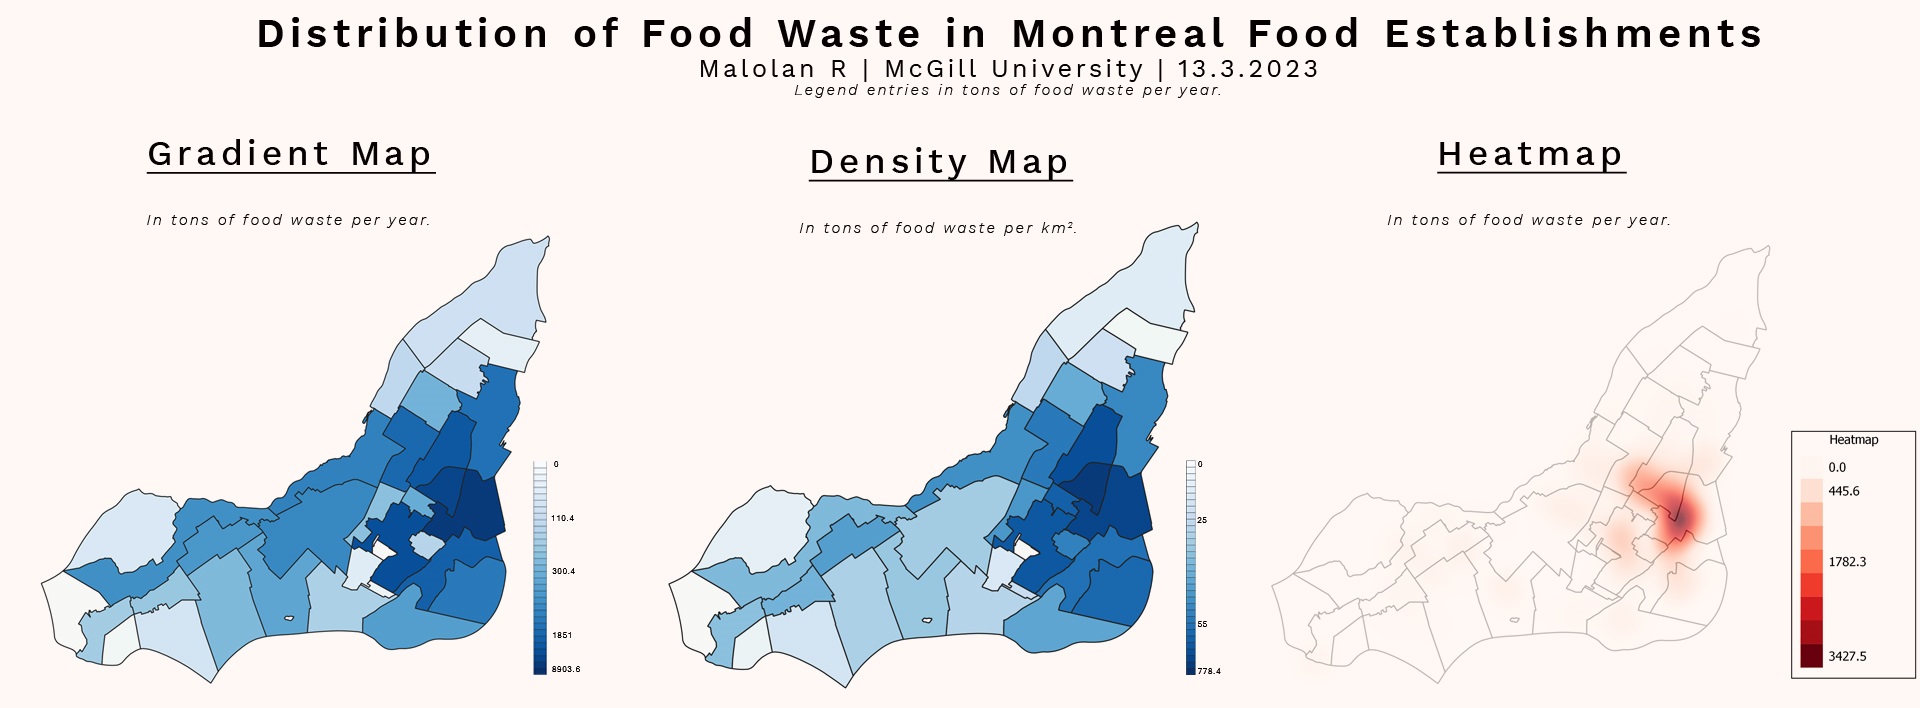 Distribution of Food Waste in Montreal Food Establishments
Malolan R | McGill University | 13.3.2023
Legend entries in tons of food waste per year.
Gradient Map
In tons of food waste per year.
0
110.4
300.4
1851
8903.6
Density Map
In tons of food waste per km².
0
25
55
778.4
Heatmap
In tons of food waste per year.
Heatmap
0.0
445.6
1782.3
3427.5